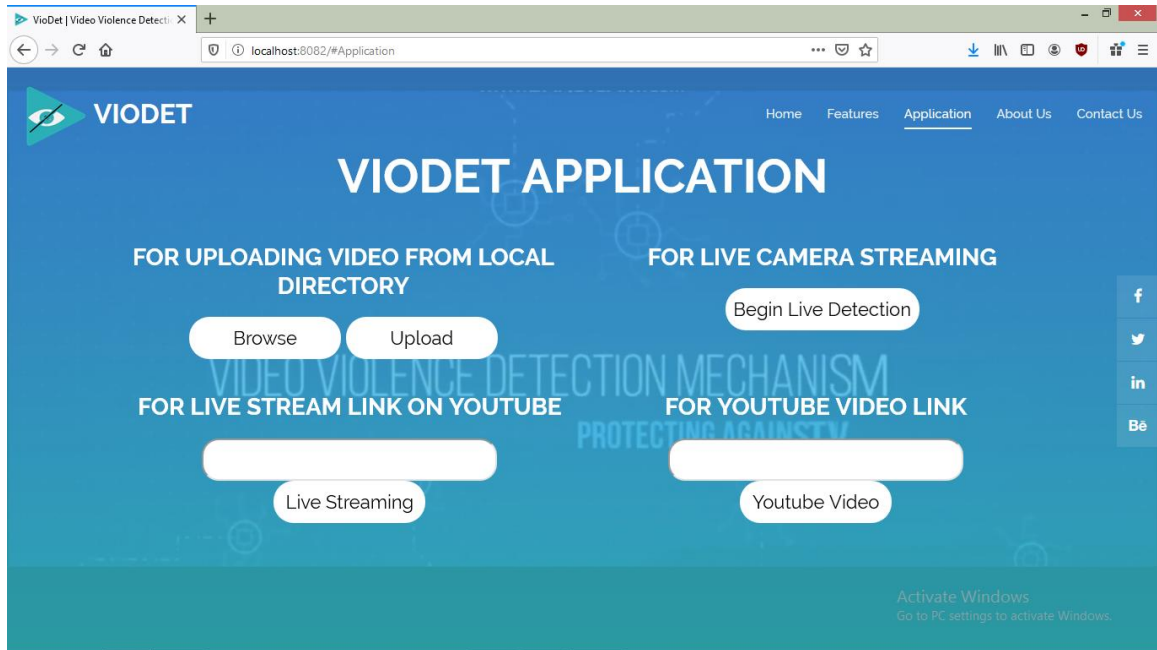 VioDet | Video Violence Detecti
localhost:8082/#Application
VIODET
Home Features Application About Us Contact Us
VIODET APPLICATION
FOR UPLOADING VIDEO FROM LOCAL
DIRECTORY
Browse Upload
FOR LIVE CAMERA STREAMING
Begin Live Detection
VIDEO VIOLENCE DETECTION MECHANISM
FOR LIVE STREAM LINK ON YOUTUBE
Live Streaming
FOR YOUTUBE VIDEO LINK
PROTECTING AGAINST V
Youtube Video
f
in
Bē
Activate Windows
Go to PC settings to activate Windows.